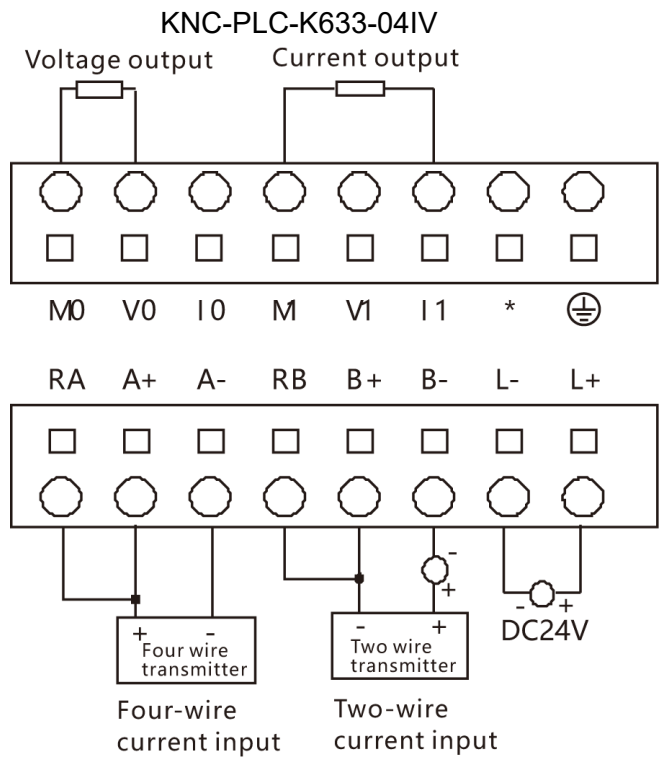 KNC-PLC-K633-04IV
Voltage output
Current output
M0 V0 I0 M1 V1 I1 *
RA A+ A- RB B+ B- L- L+
-
+
- +
DC24V
+ -
Four wire
transmitter
- +
Two wire
transmitter
Four-wire
current input
Two-wire
current input